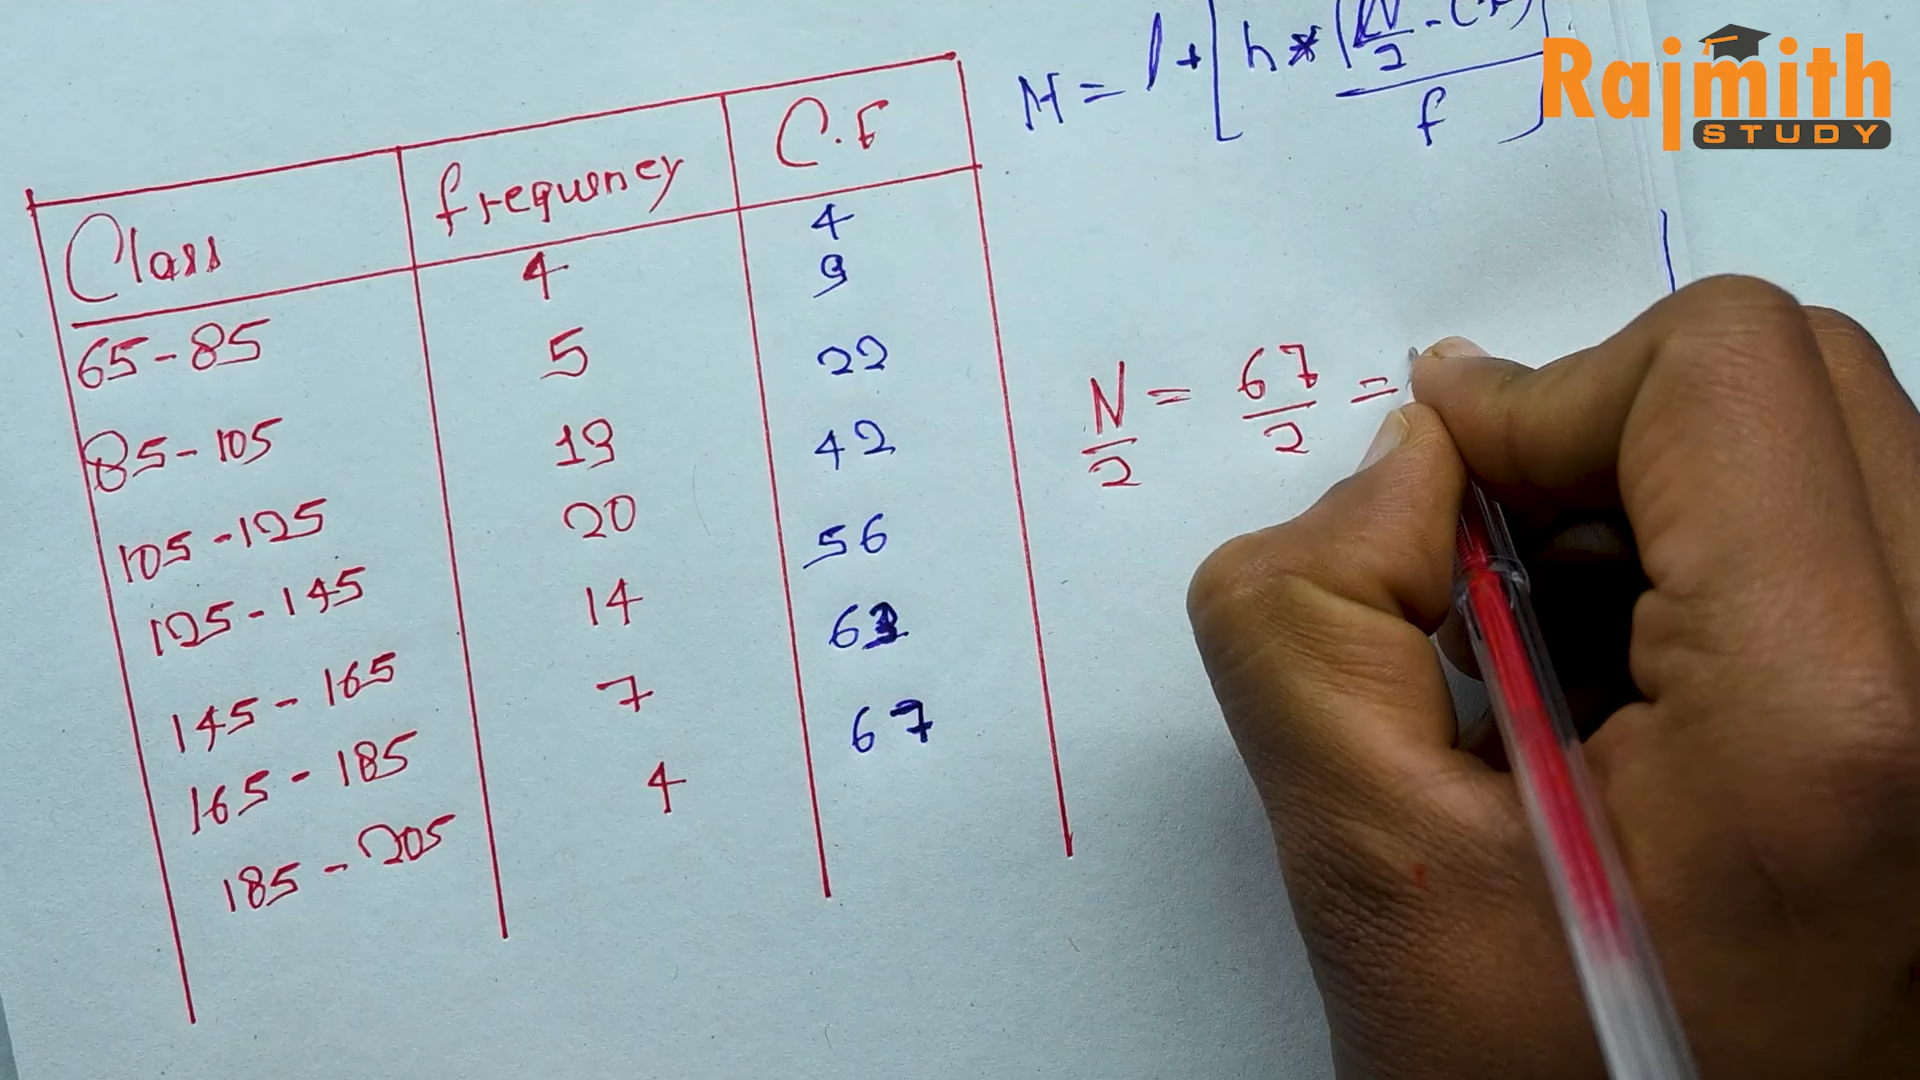 M = l + [h * (N/2 - CF) / f]
Rajmith
STUDY
Class frequency C.F
65-85 4 4
85-105 5 9
105-125 13 22
125-145 20 42
145-165 14 56
165-185 7 63
185-205 4 67
N/2 = 67/2 =